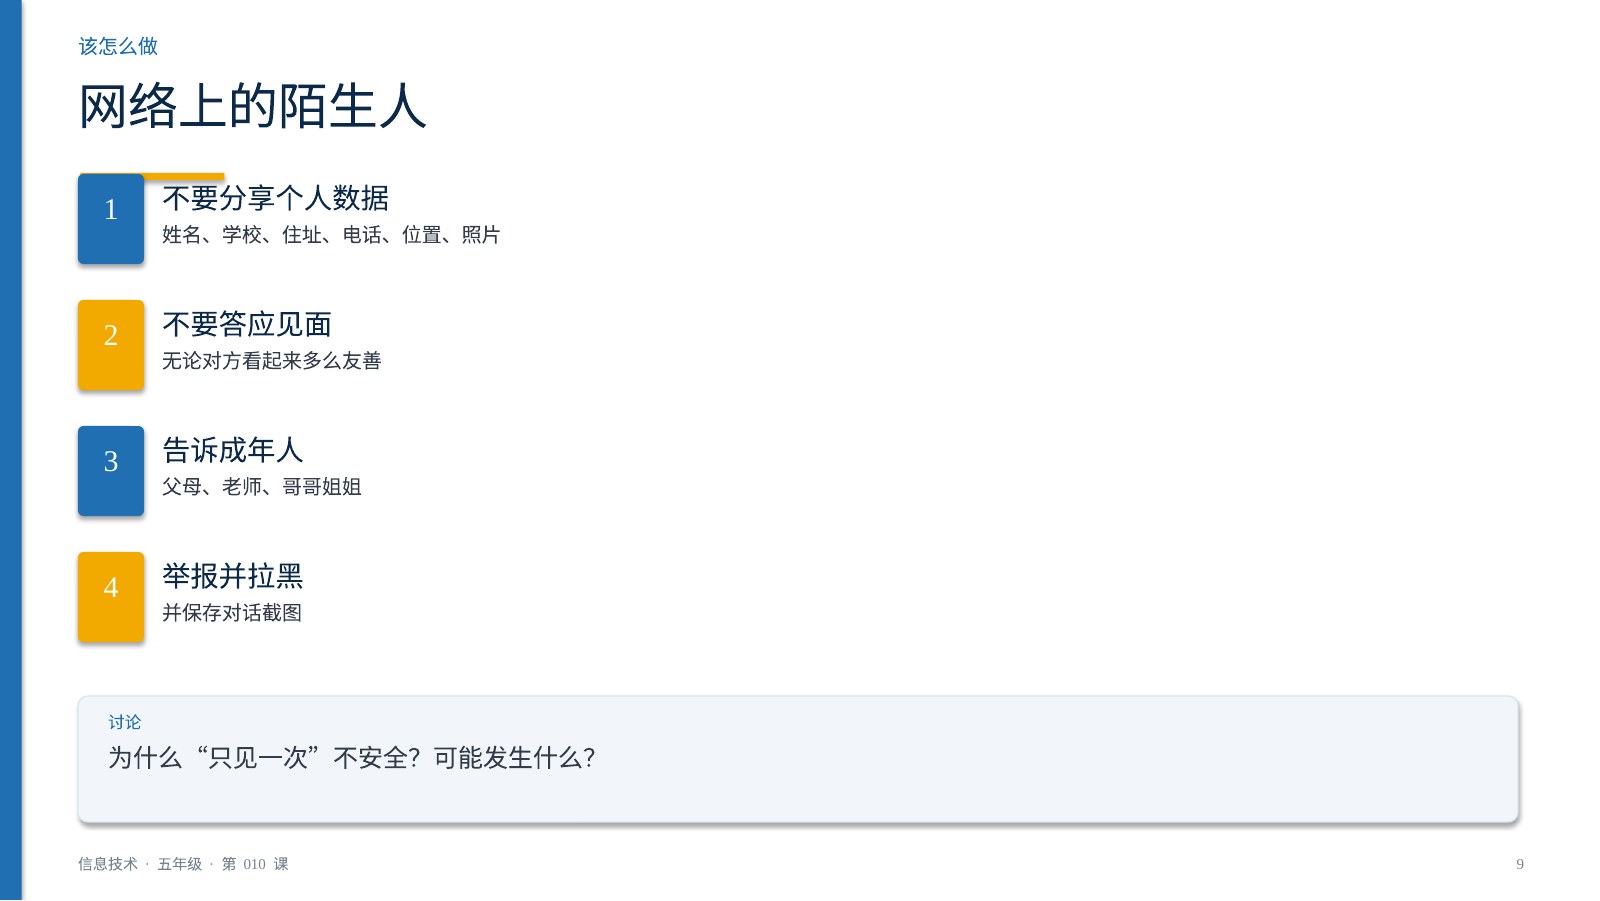 该怎么做
网络上的陌生人
1
不要分享个人数据
姓名、学校、住址、电话、位置、照片
2
不要答应见面
无论对方看起来多么友善
3
告诉成年人
父母、老师、哥哥姐姐
4
举报并拉黑
并保存对话截图
讨论
为什么“只见一次”不安全？可能发生什么？
信息技术 · 五年级 · 第 010 课
9